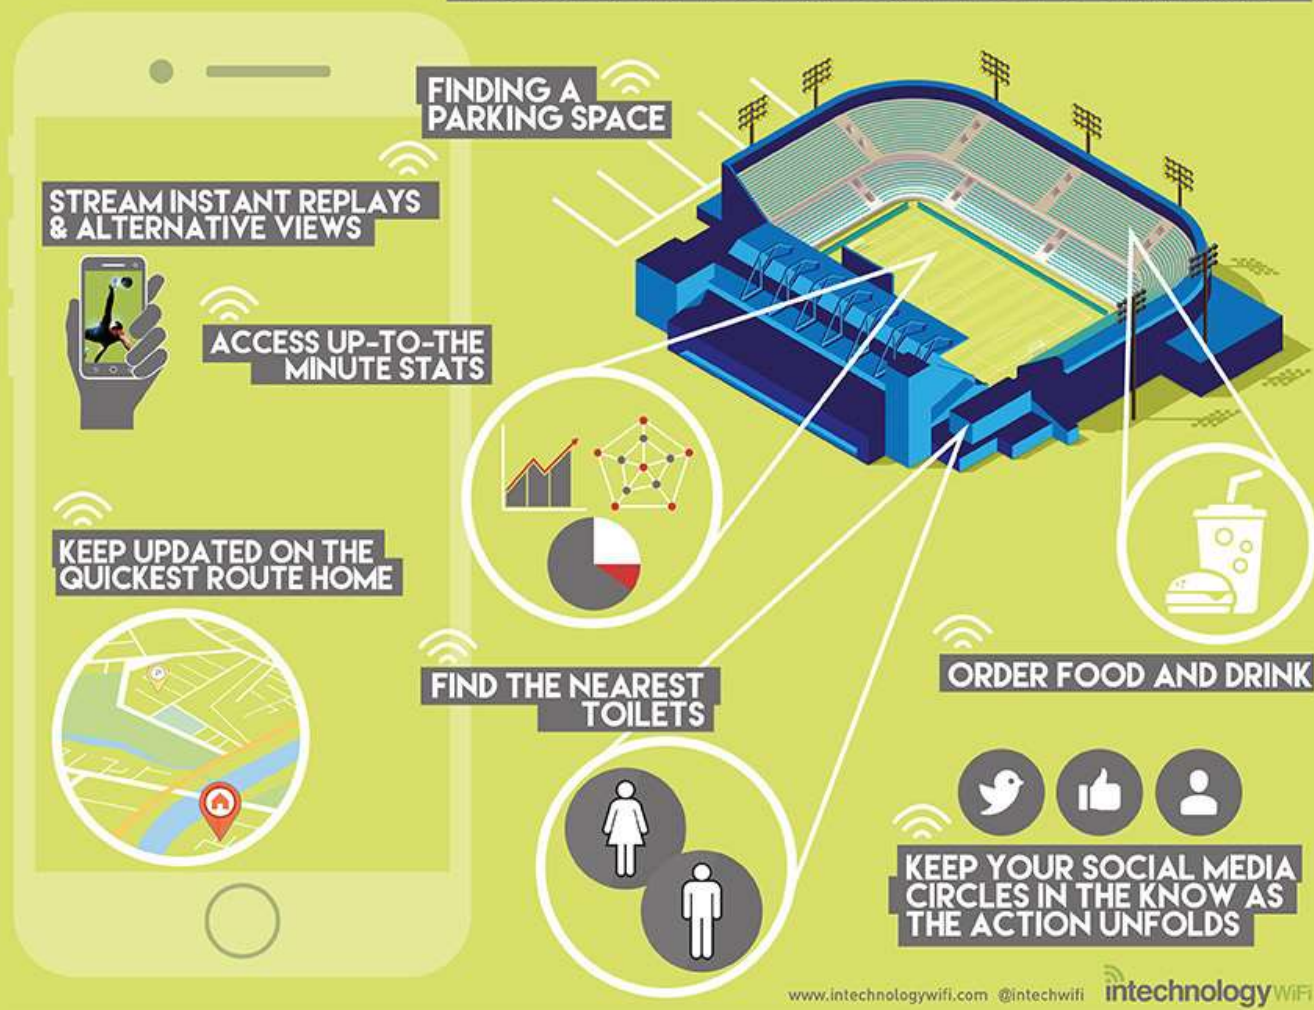 FINDING A
PARKING SPACE
STREAM INSTANT REPLAYS
& ALTERNATIVE VIEWS
ACCESS UP-TO-THE
MINUTE STATS
KEEP UPDATED ON THE
QUICKEST ROUTE HOME
FIND THE NEAREST
TOILETS
ORDER FOOD AND DRINK
KEEP YOUR SOCIAL MEDIA
CIRCLES IN THE KNOW AS
THE ACTION UNFOLDS
www.intechnologywifi.com @intechwifi intechnologyWiFi